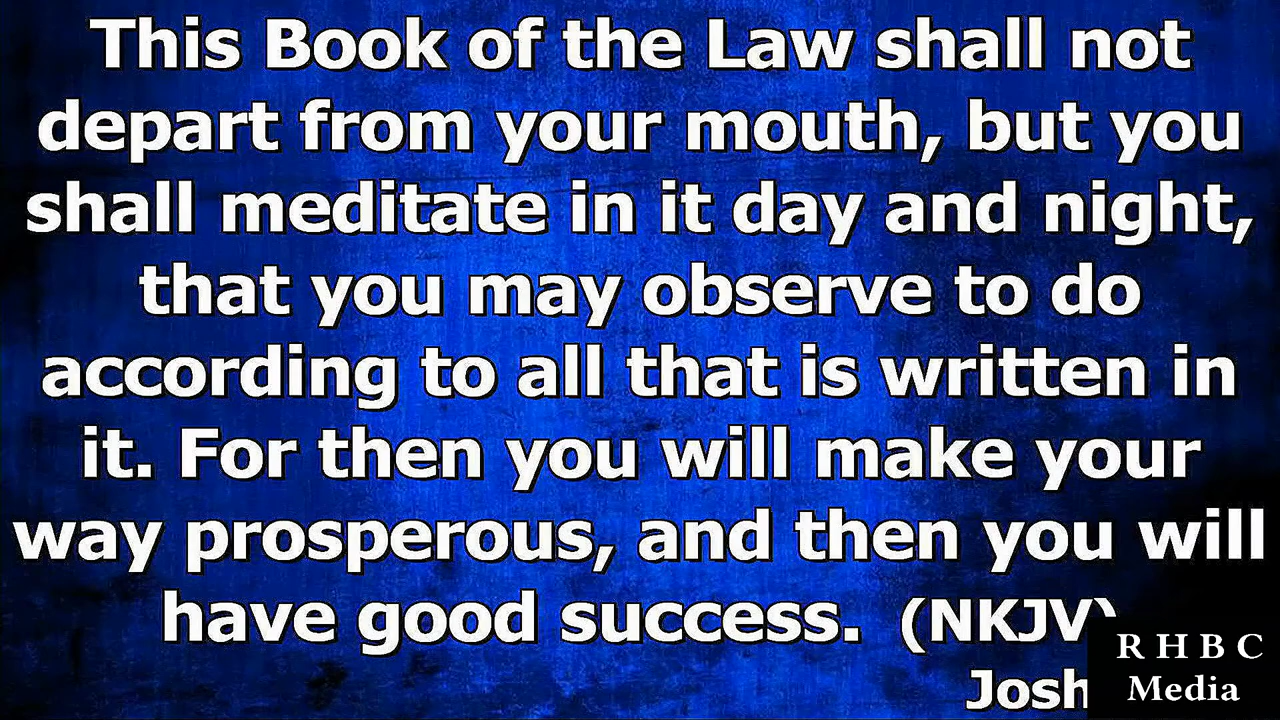 This Book of the Law shall not
depart from your mouth, but you
shall meditate in it day and night,
that you may observe to do
according to all that is written in
it. For then you will make your
way prosperous, and then you will
have good success. (NKJV)
Josh
R H B C
Media